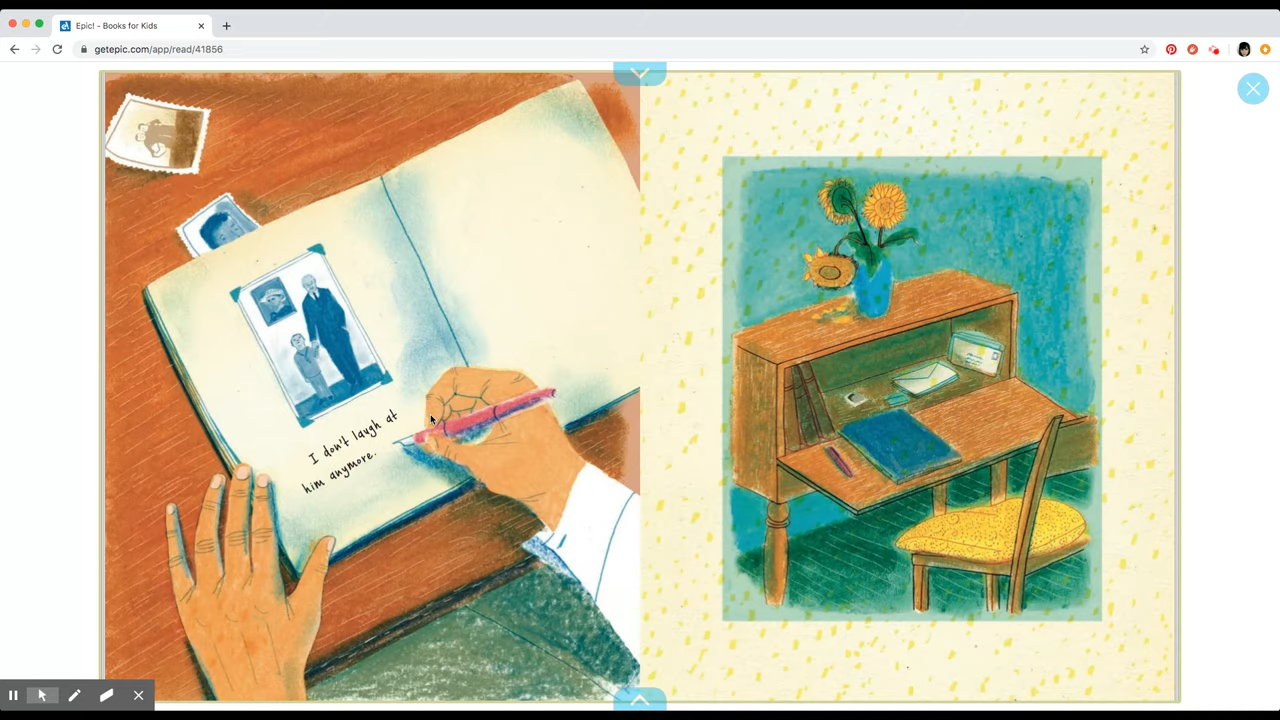 Epic! - Books for Kids
getepic.com/app/read/41856
I don't laugh at
him anymore.